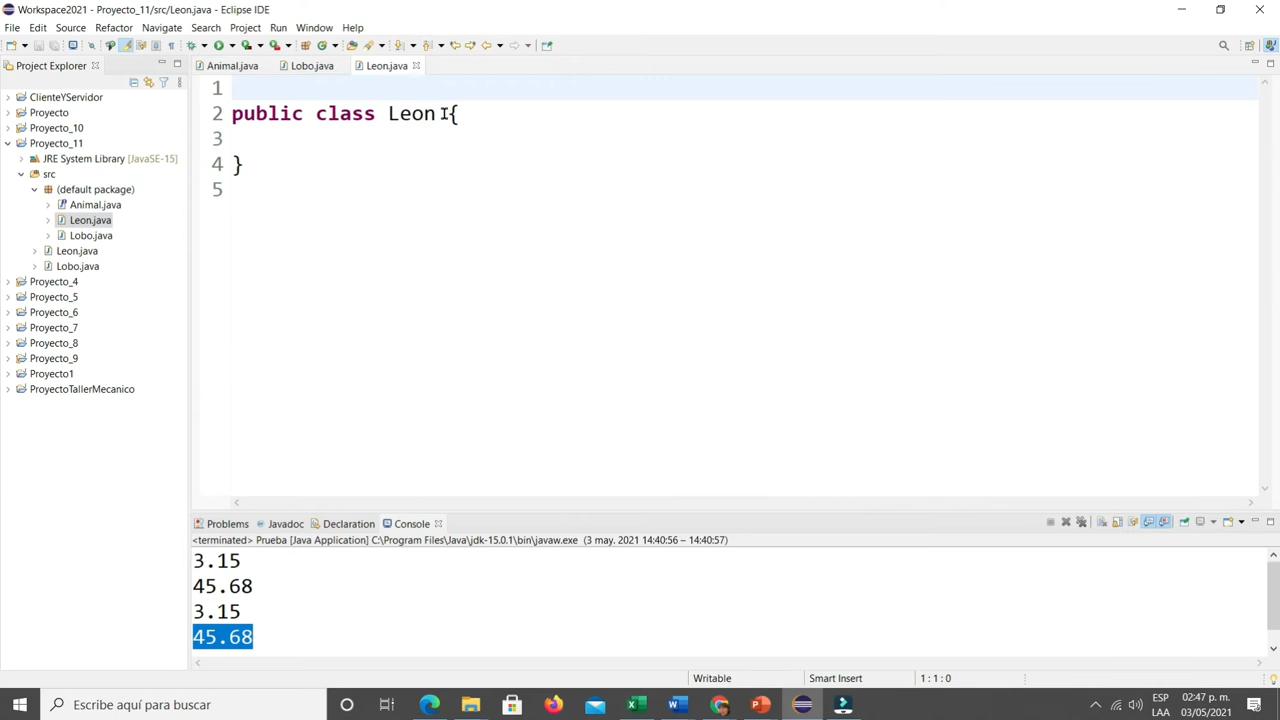 Workspace2021 - Proyecto_11/src/Leon.java - Eclipse IDE
File Edit Source Refactor Navigate Search Project Run Window Help
Project Explorer
Animal.java Lobo.java Leon.java
ClienteYServidor
Proyecto
Proyecto_10
Proyecto_11
JRE System Library [JavaSE-15]
src
(default package)
Animal.java
Leon.java
Lobo.java
Leon.java
Lobo.java
Proyecto_4
Proyecto_5
Proyecto_6
Proyecto_7
Proyecto_8
Proyecto_9
Proyecto1
ProyectoTallerMecanico
1
2 public class Leon {
3
4 }
5
Problems Javadoc Declaration Console
<terminated> Prueba [Java Application] C:\Program Files\Java\jdk-15.0.1\bin\javaw.exe (3 may. 2021 14:40:56 – 14:40:57)
3.15
45.68
3.15
45.68
Writable Smart Insert 1 : 1 : 0
Escribe aquí para buscar
ESP 02:47 p. m.
LAA 03/05/2021